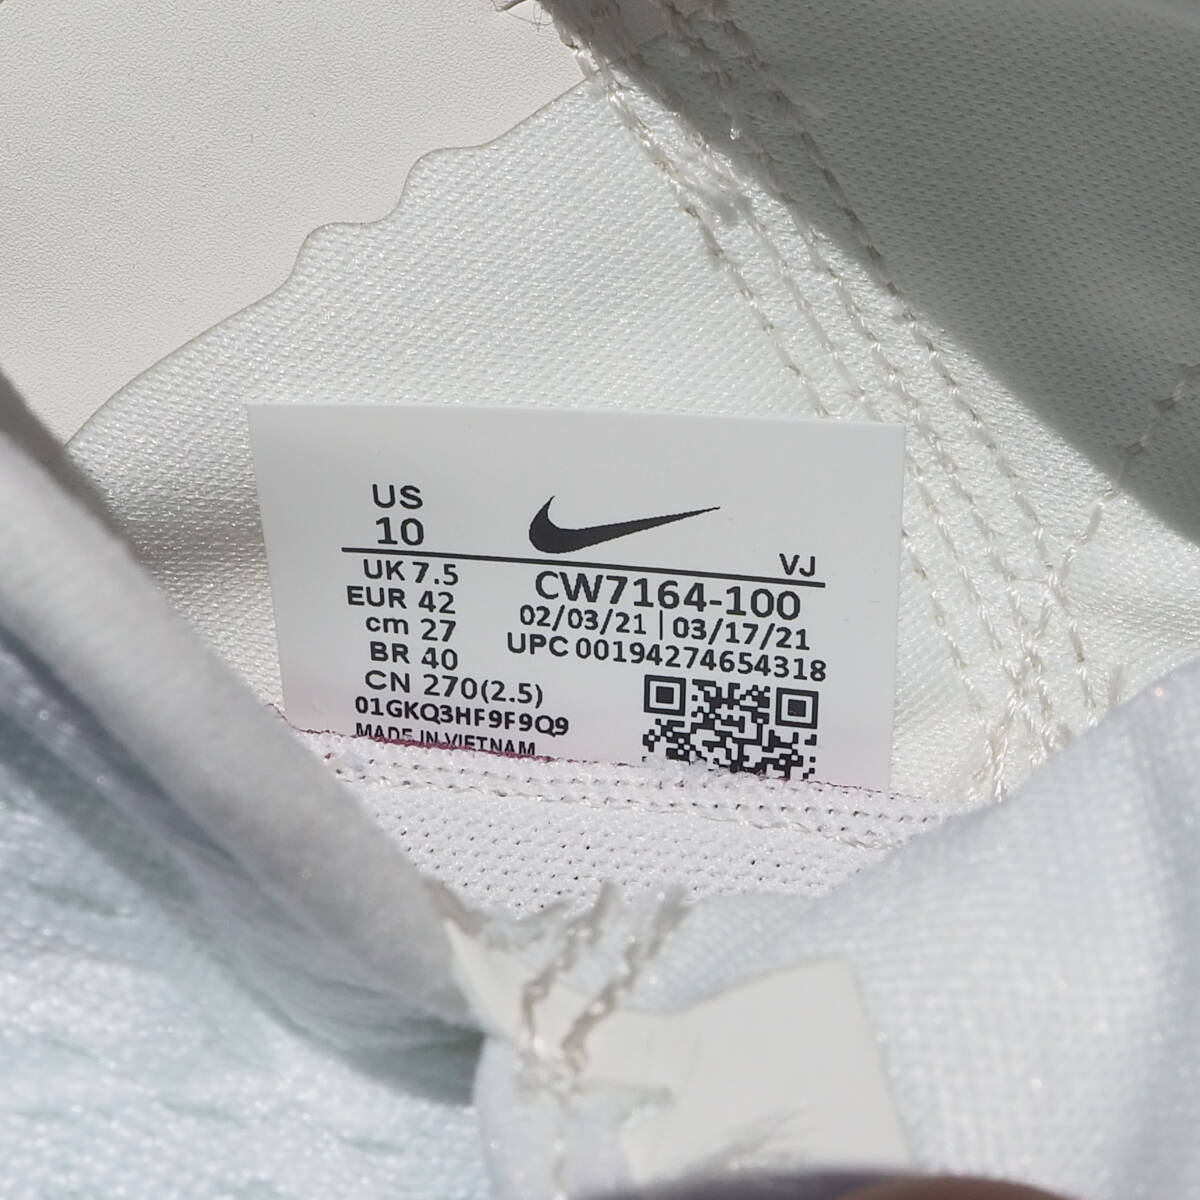 US
10
VJ
UK 7.5
EUR 42
cm 27
BR 40
CN 270(2.5)
01GKQ3HF9F9Q9
MADE IN VIETNAM
CW7164-100
02/03/21 | 03/17/21
UPC 00194274654318